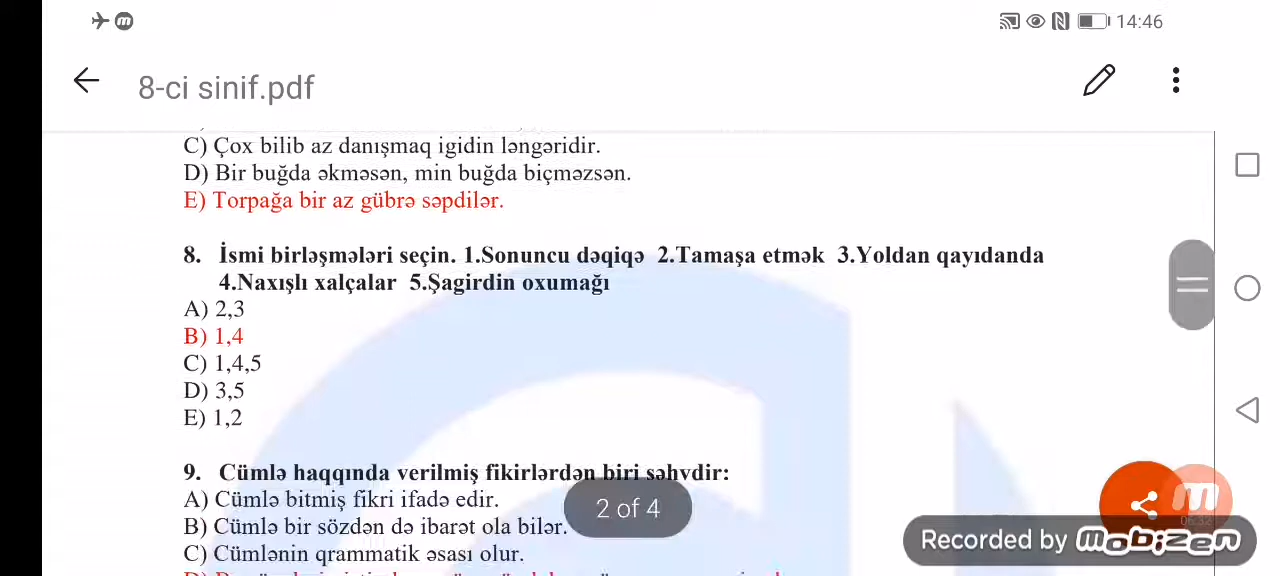 14:46
8-ci sinif.pdf
C) Çox bilib az danışmaq igidin ləngəridir.
D) Bir buğda əkməsən, min buğda biçməzsən.
E) Torpağa bir az gübrə səpdilər.
8. İsmi birləşmələri seçin. 1.Sonuncu dəqiqə 2.Tamaşa etmək 3.Yoldan qayıdanda
4.Naxışlı xalçalar 5.Şagirdin oxumağı
A) 2,3
B) 1,4
C) 1,4,5
D) 3,5
E) 1,2
9. Cümlə haqqında verilmiş fikirlərdən biri səhvdir:
A) Cümlə bitmiş fikri ifadə edir.
2 of 4
B) Cümlə bir sözdən də ibarət ola bilər.
06:32
Recorded by Mobizen
C) Cümlənin qrammatik əsası olur.